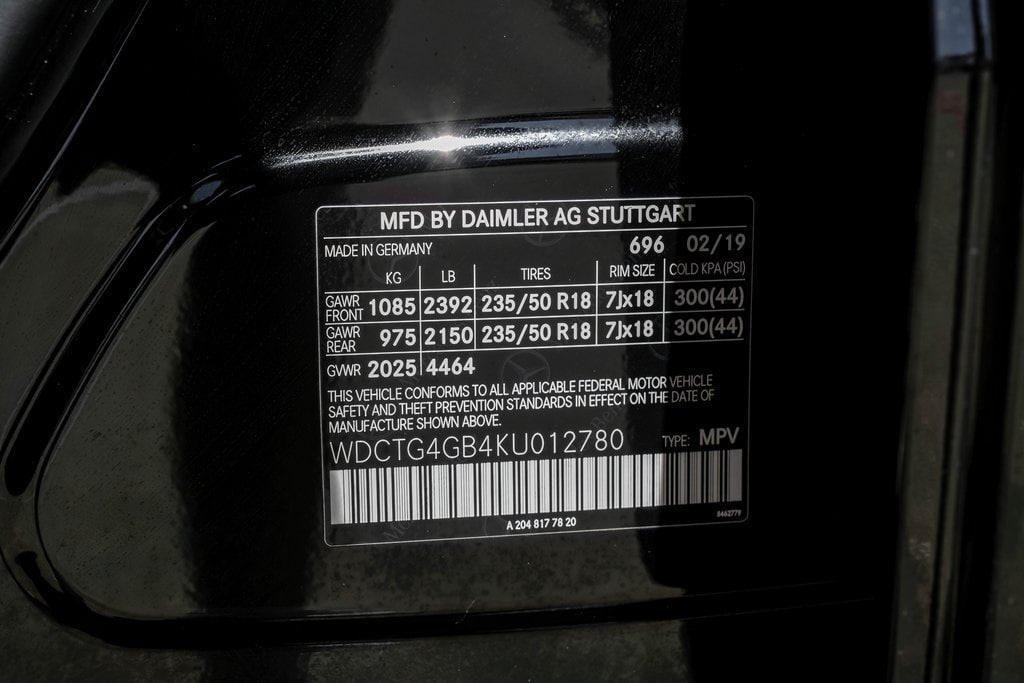 MFD BY DAIMLER AG STUTTGART
MADE IN GERMANY 696 02/19
KG LB TIRES RIM SIZE COLD KPA (PSI)
GAWR FRONT 1085 2392 235/50 R18 7Jx18 300(44)
GAWR REAR 975 2150 235/50 R18 7Jx18 300(44)
GVWR 2025 4464
THIS VEHICLE CONFORMS TO ALL APPLICABLE FEDERAL MOTOR VEHICLE
SAFETY AND THEFT PREVENTION STANDARDS IN EFFECT ON THE DATE OF
MANUFACTURE SHOWN ABOVE.
WDCTG4GB4KU012780 TYPE: MPV
A 204 817 78 20
8462779